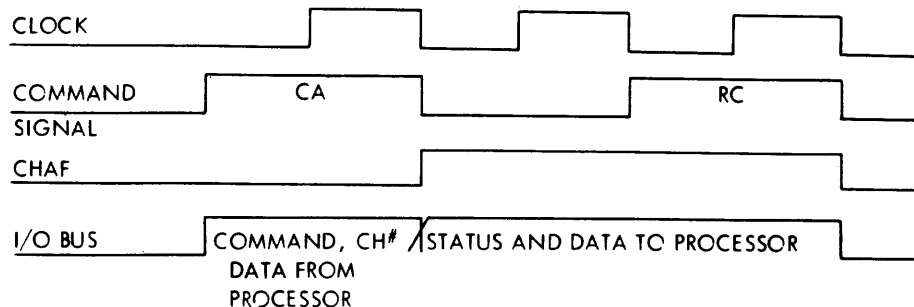 CLOCK
COMMAND CA RC
SIGNAL
CHAF
I/O BUS COMMAND, CH# STATUS AND DATA TO PROCESSOR
DATA FROM
PROCESSOR